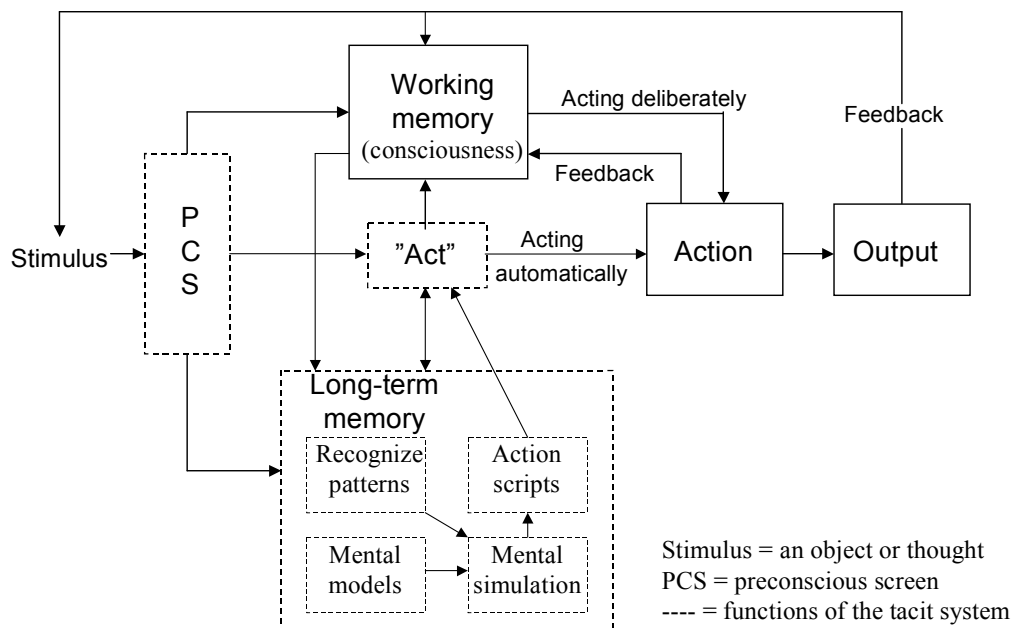 Working
memory
(consciousness)
Acting deliberately
Feedback
Feedback
P
C
S
Stimulus
”Act”
Acting
automatically
Action
Output
Long-term
memory
Recognize
patterns
Action
scripts
Mental
models
Mental
simulation
Stimulus = an object or thought
PCS = preconscious screen
---- = functions of the tacit system